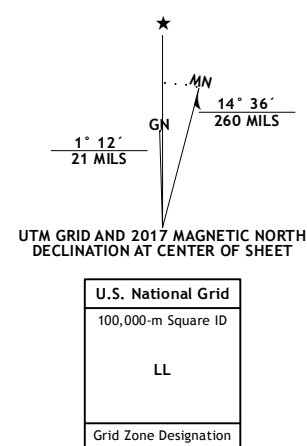 ★
MN
GN
1° 12´
21 MILS
14° 36´
260 MILS
UTM GRID AND 2017 MAGNETIC NORTH
DECLINATION AT CENTER OF SHEET
U.S. National Grid
100,000-m Square ID
LL
Grid Zone Designation